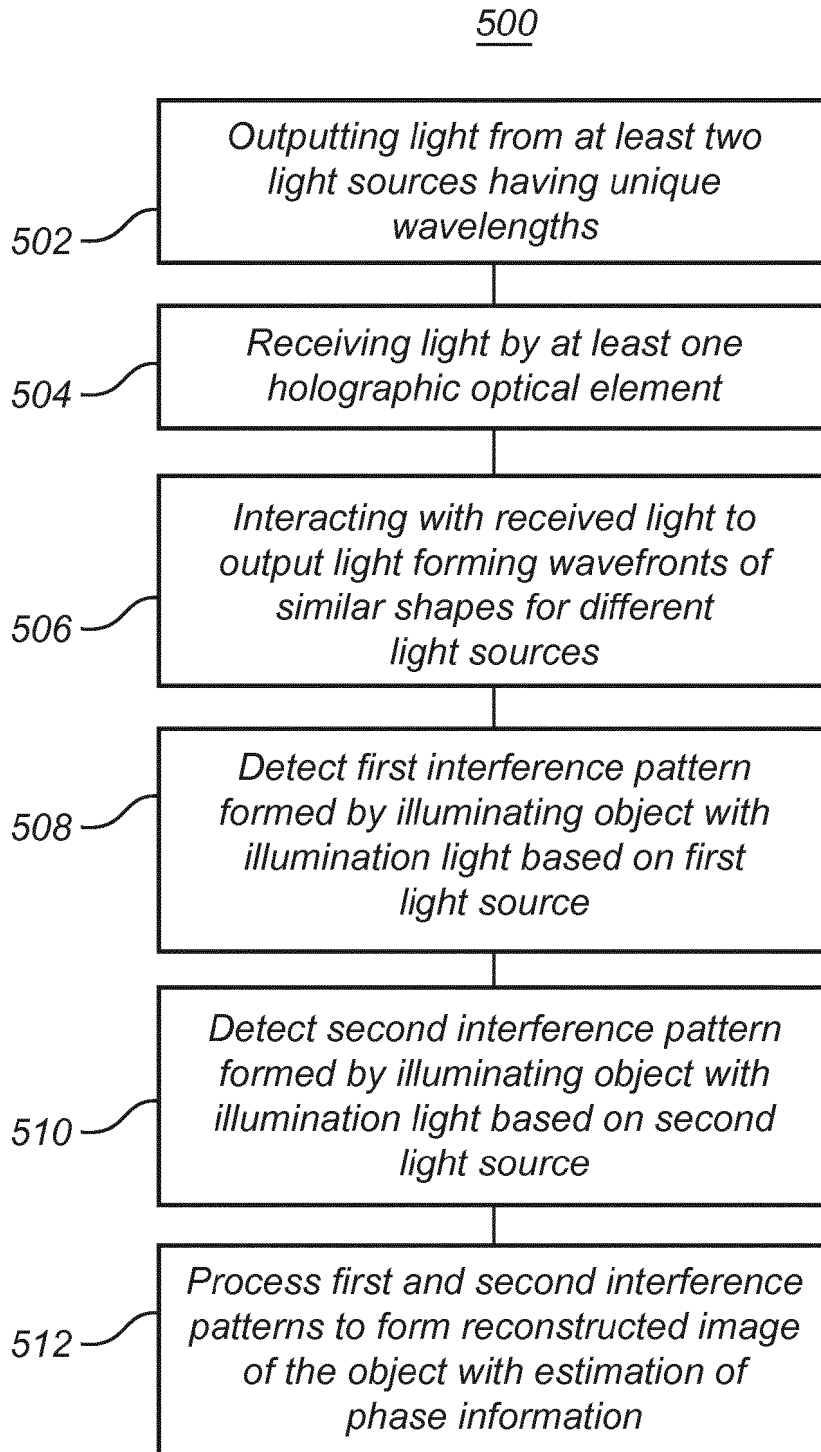 500
Outputting light from at least two
light sources having unique
wavelengths
502
Receiving light by at least one
holographic optical element
504
Interacting with received light to
output light forming wavefronts of
similar shapes for different
light sources
506
Detect first interference pattern
formed by illuminating object with
illumination light based on first
light source
508
Detect second interference pattern
formed by illuminating object with
illumination light based on second
light source
510
Process first and second interference
patterns to form reconstructed image
of the object with estimation of
phase information
512